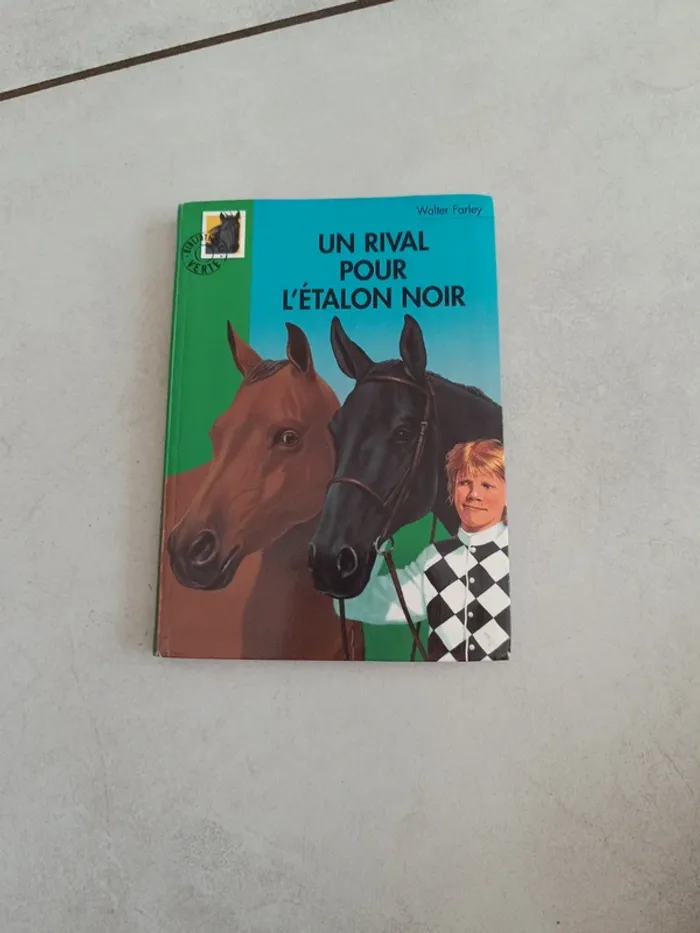 Walter Farley
UN RIVAL
POUR
L'ÉTALON NOIR
BIBLIOTHÈQUE
VERTE